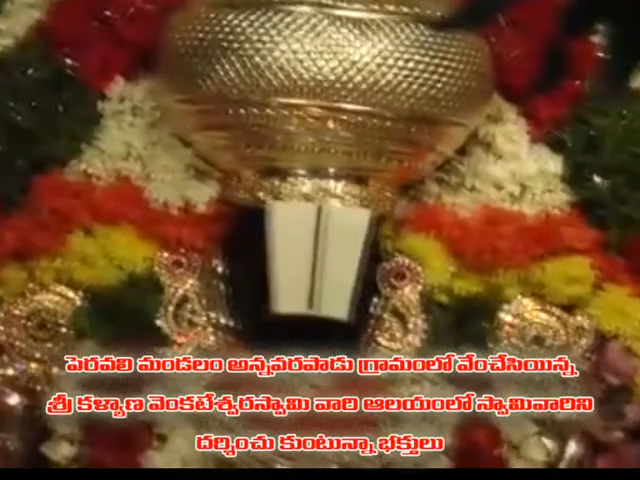 పెరవలి మండలం అన్నవరపాడు గ్రామంలో వేంచేసియిన్న
శ్రీ కళ్యాణ వెంకటేశ్వరస్వామి వారి ఆలయంలో స్వామివారిని
దర్శించు కుంటున్నా భక్తులు